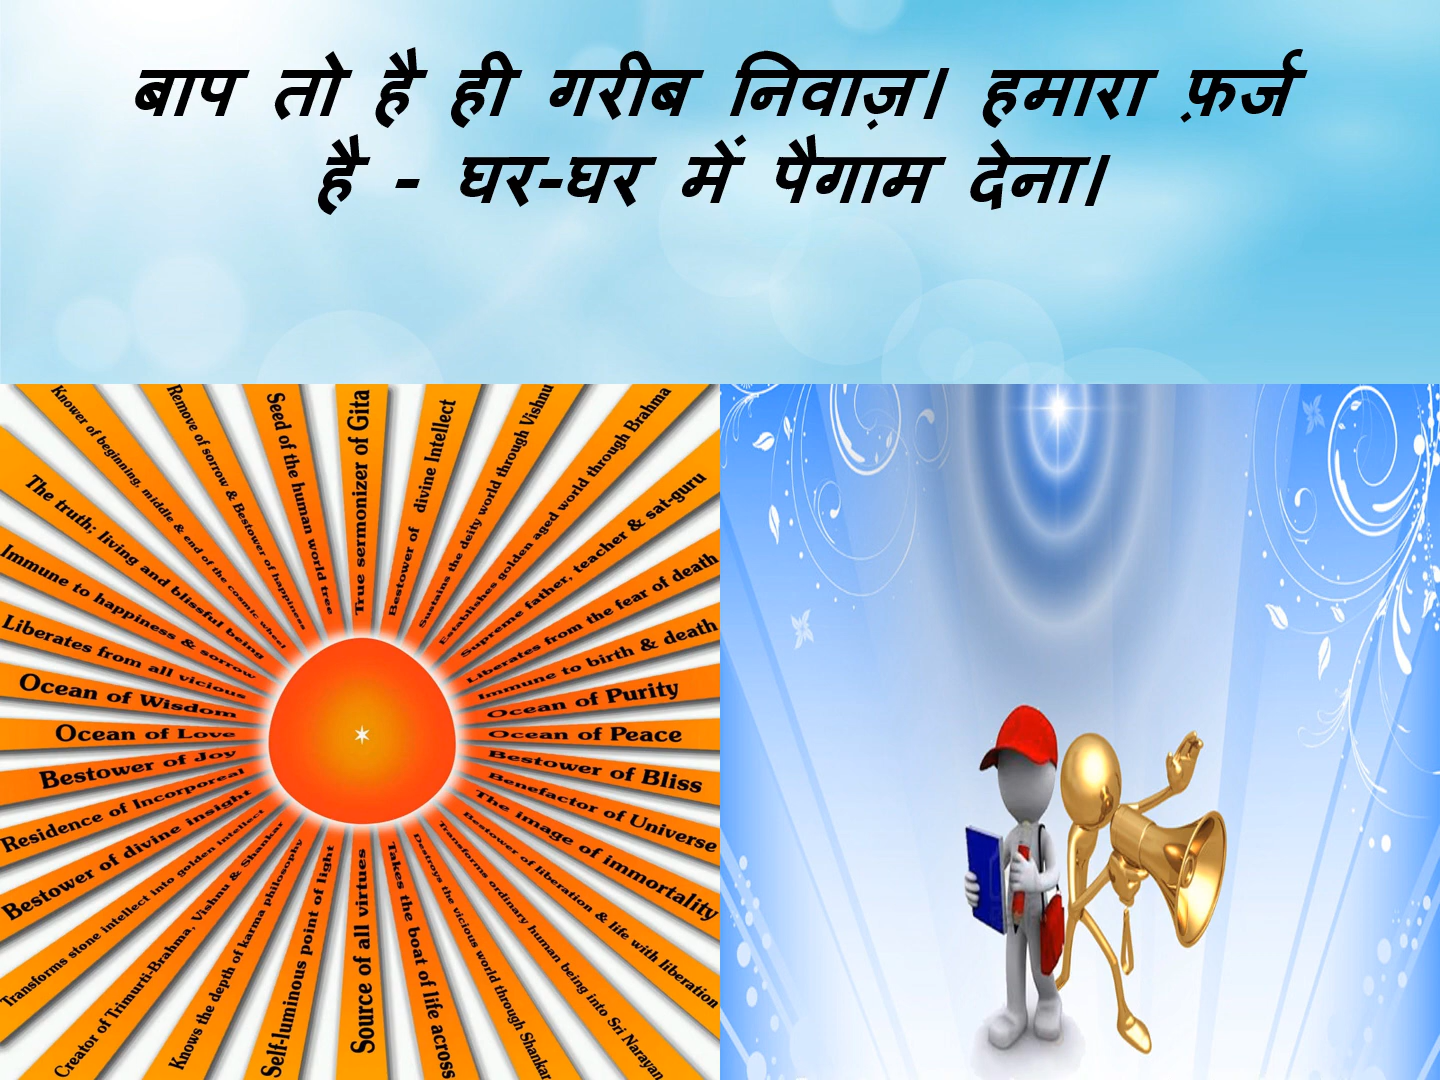 बाप तो है ही गरीब निवाज़। हमारा फ़र्ज
है - घर-घर में पैगाम देना।
Knower of beginning, middle & end of the cosmic wheel
Remove of sorrow & Bestower of happiness
Seed of the human world tree
True sermonizer of Gita
Bestower of divine Intellect
Sustains the deity world through Vishnu
Establishes golden aged world through Brahma
Supreme father, teacher & sat-guru
Liberates from the fear of death
Immune to birth & death
Ocean of Purity
Ocean of Peace
Bestower of Bliss
Benefactor of Universe
The image of immortality
Bestower of liberation & life with liberation
Transforms ordinary human being into Sri Narayan
Destroys the vicious world through Shankar
Takes the boat of life across
Source of all virtues
Self-luminous point of light
Knows the depth of karma philosophy
Creator of Trimurti-Brahma, Vishnu & Shankar
Transforms stone intellect into golden intellect
Bestower of divine insight
Residence of Incorporeal
Bestower of Joy
Ocean of Love
Ocean of Wisdom
Liberates from all vicious
Immune to happiness & sorrow
The truth; living and blissful being